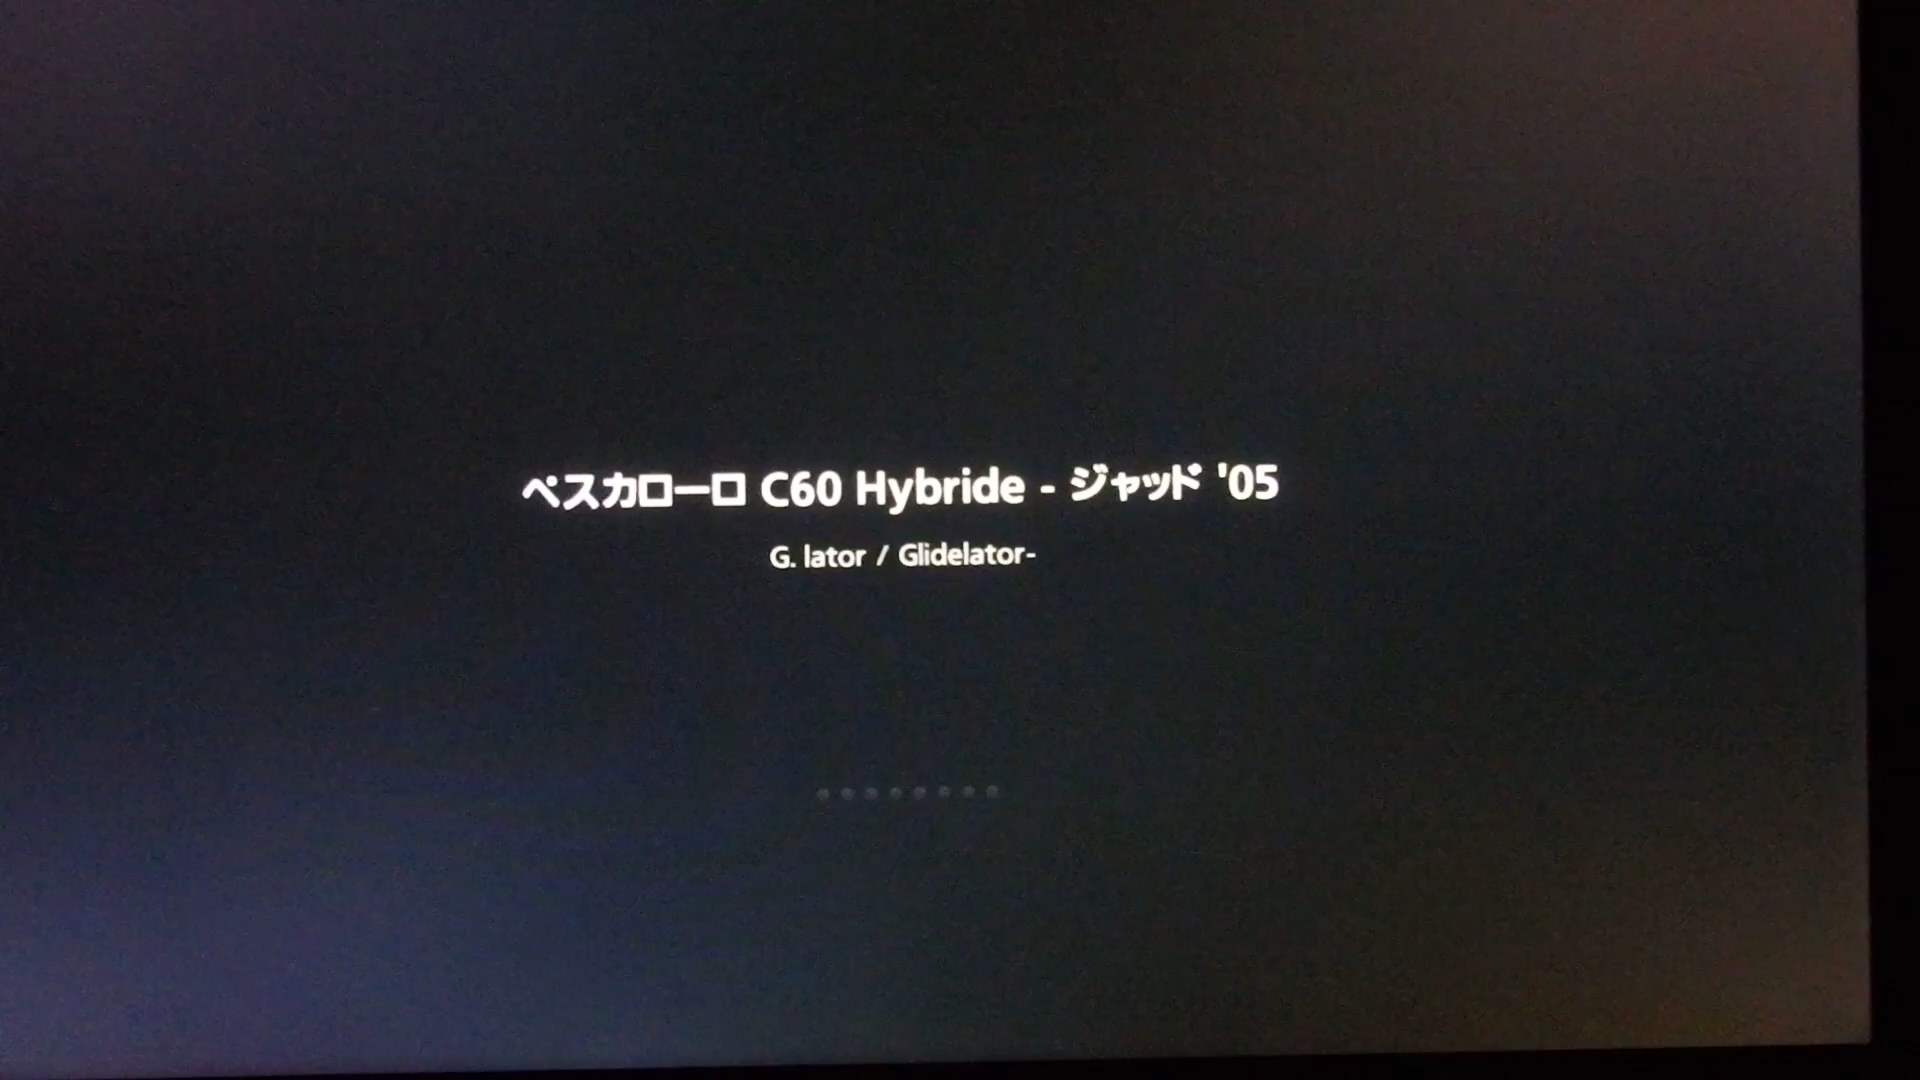 ペスカローロ C60 Hybride - ジャッド '05
G. lator / Glidelator-